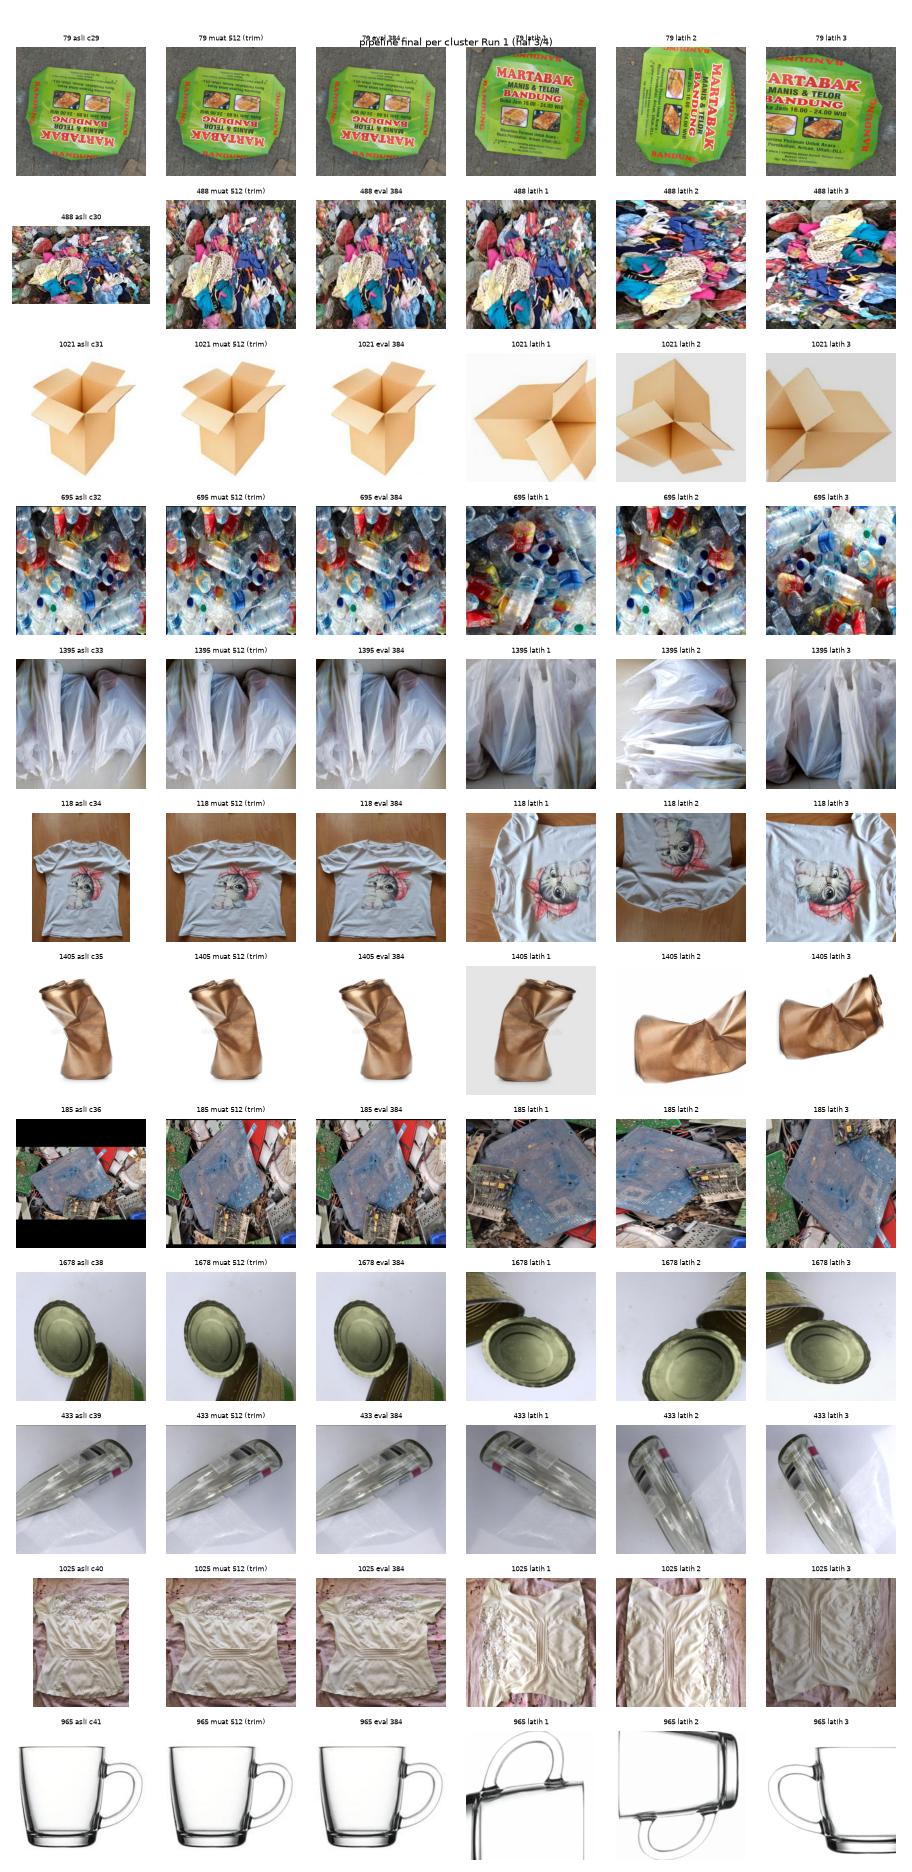 pipeline final per cluster Run 1 (hal 3/4)
79 asli c29
79 muat 512 (trim)
79 eval 384
79 latih 1
79 latih 2
79 latih 3
MARTABAK
MANIS & TELOR
BANDUNG
488 asli c30
488 muat 512 (trim)
488 eval 384
488 latih 1
488 latih 2
488 latih 3
1021 asli c31
1021 muat 512 (trim)
1021 eval 384
1021 latih 1
1021 latih 2
1021 latih 3
695 asli c32
695 muat 512 (trim)
695 eval 384
695 latih 1
695 latih 2
695 latih 3
1395 asli c33
1395 muat 512 (trim)
1395 eval 384
1395 latih 1
1395 latih 2
1395 latih 3
118 asli c34
118 muat 512 (trim)
118 eval 384
118 latih 1
118 latih 2
118 latih 3
1405 asli c35
1405 muat 512 (trim)
1405 eval 384
1405 latih 1
1405 latih 2
1405 latih 3
185 asli c36
185 muat 512 (trim)
185 eval 384
185 latih 1
185 latih 2
185 latih 3
1678 asli c38
1678 muat 512 (trim)
1678 eval 384
1678 latih 1
1678 latih 2
1678 latih 3
433 asli c39
433 muat 512 (trim)
433 eval 384
433 latih 1
433 latih 2
433 latih 3
1025 asli c40
1025 muat 512 (trim)
1025 eval 384
1025 latih 1
1025 latih 2
1025 latih 3
965 asli c41
965 muat 512 (trim)
965 eval 384
965 latih 1
965 latih 2
965 latih 3